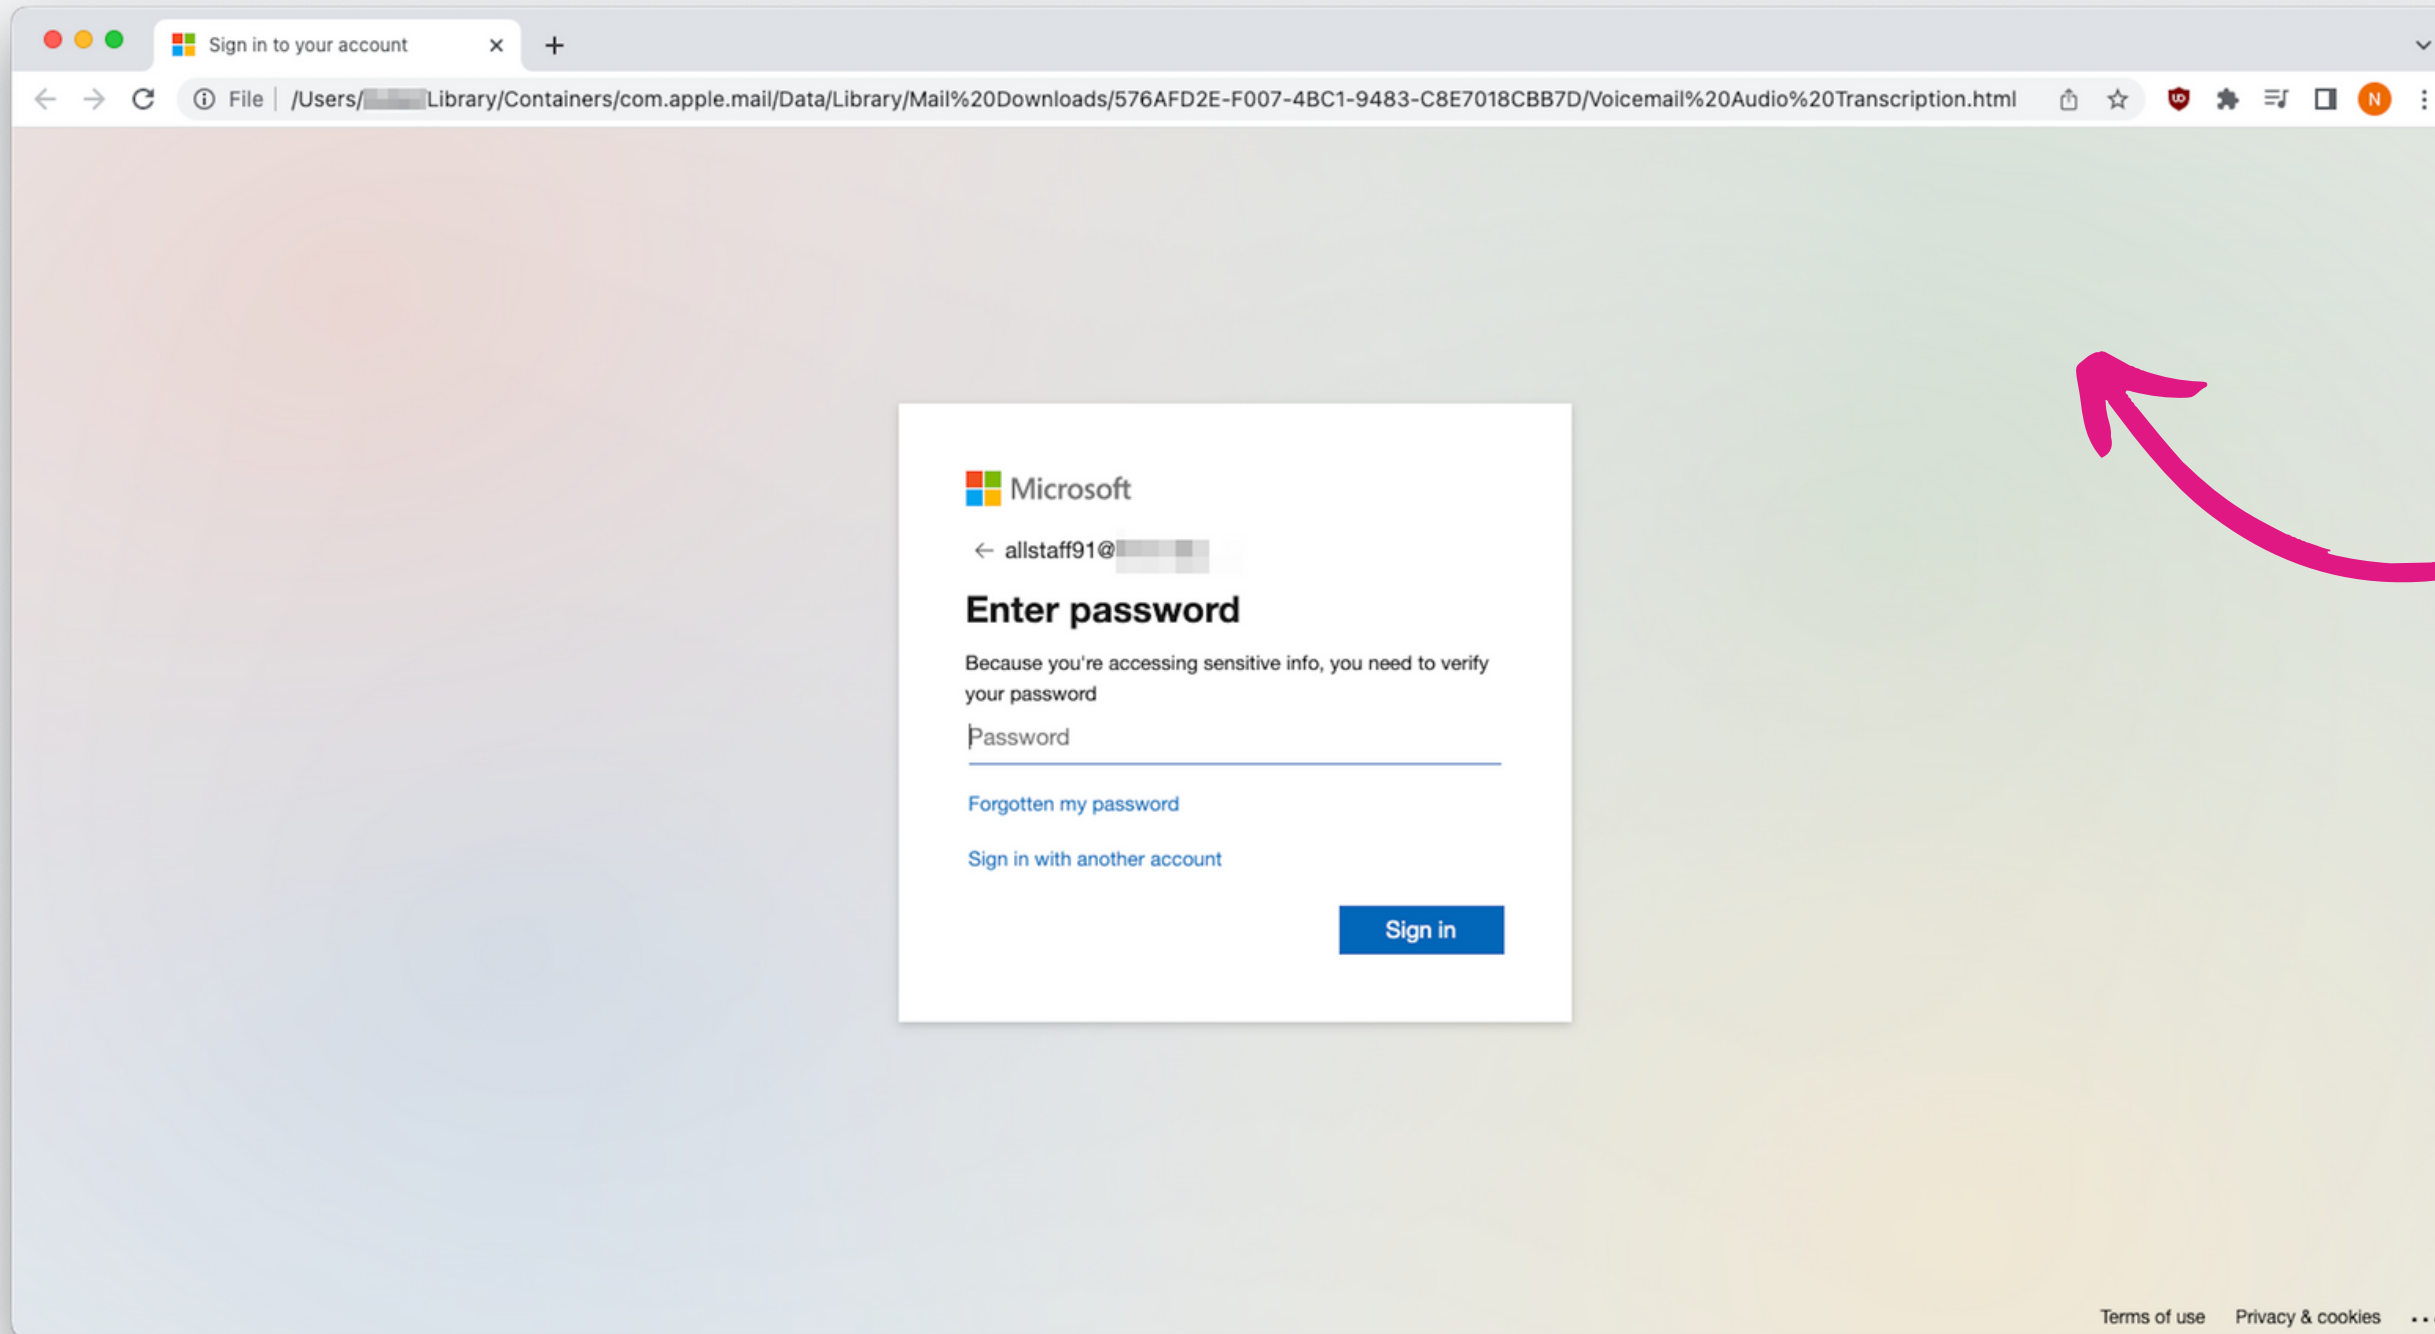 Sign in to your account
File /Users/ Library/Containers/com.apple.mail/Data/Library/Mail%20Downloads/576AFD2E-F007-4BC1-9483-C8E7018CBB7D/Voicemail%20Audio%20Transcription.html N
Microsoft
allstaff91@
Enter password
Because you're accessing sensitive info, you need to verify
your password
Password
Forgotten my password
Sign in with another account
Sign in
Terms of use Privacy & cookies